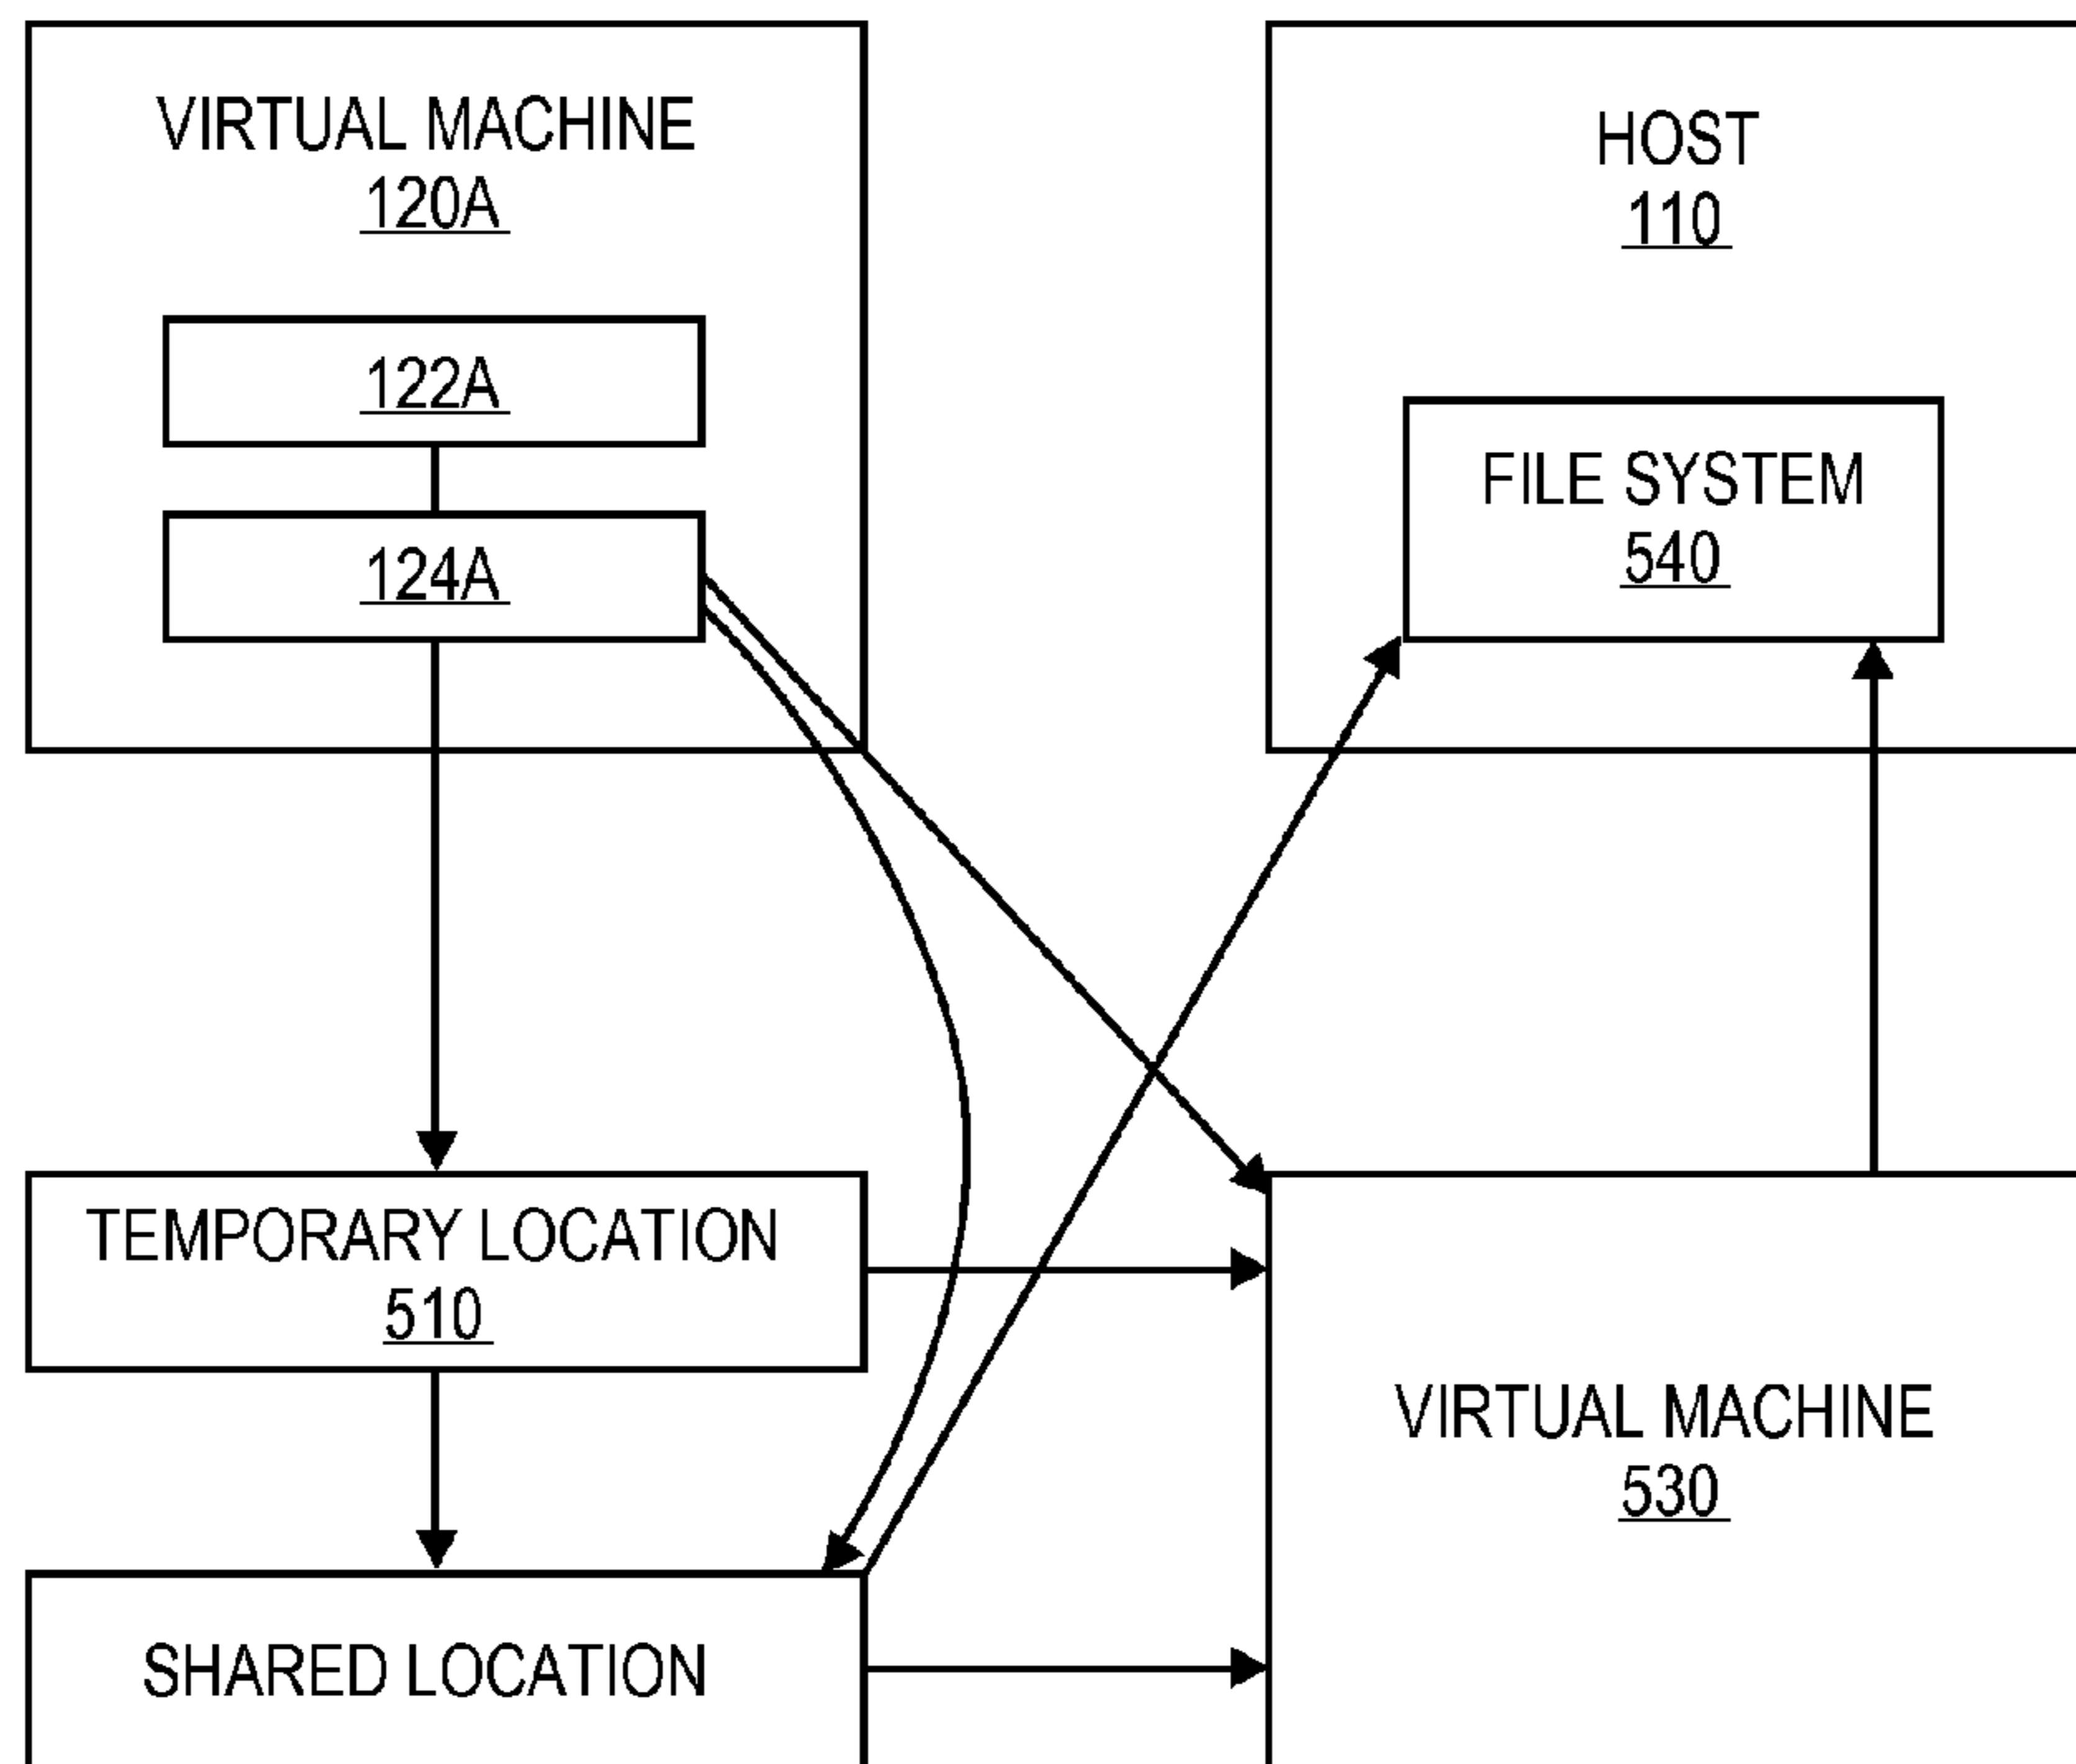 VIRTUAL MACHINE
120A
122A
124A
HOST
110
FILE SYSTEM
540
TEMPORARY LOCATION
510
SHARED LOCATION
VIRTUAL MACHINE
530